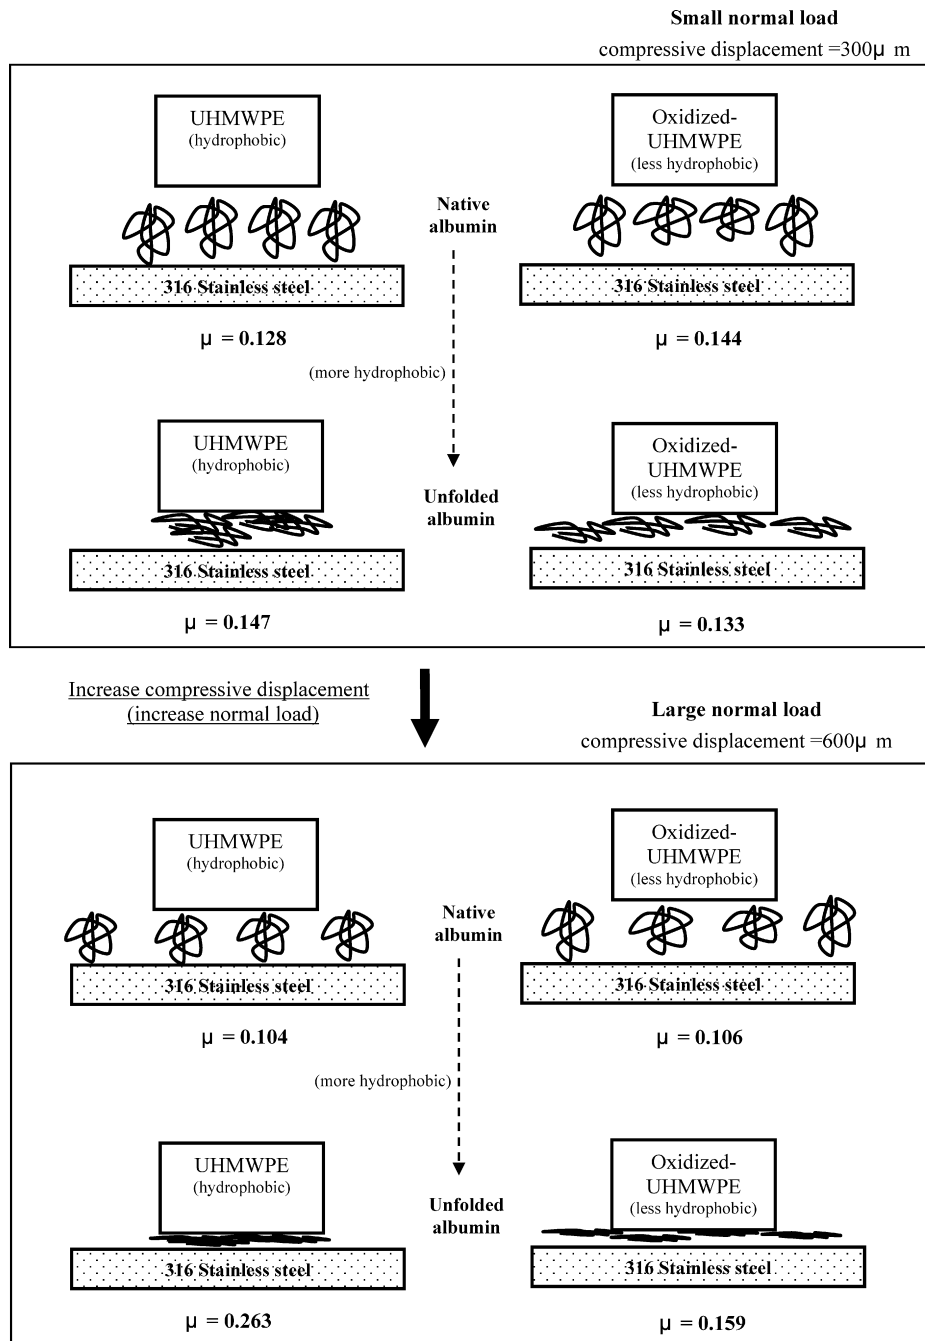 Small normal load
compressive displacement =300μ m
UHMWPE
(hydrophobic)
Oxidized-
UHMWPE
(less hydrophobic)
Native
albumin
316 Stainless steel
316 Stainless steel
μ = 0.128
μ = 0.144
(more hydrophobic)
UHMWPE
(hydrophobic)
Oxidized-
UHMWPE
(less hydrophobic)
Unfolded
albumin
316 Stainless steel
316 Stainless steel
μ = 0.147
μ = 0.133
Increase compressive displacement
(increase normal load)
Large normal load
compressive displacement =600μ m
UHMWPE
(hydrophobic)
Oxidized-
UHMWPE
(less hydrophobic)
Native
albumin
316 Stainless steel
316 Stainless steel
μ = 0.104
μ = 0.106
(more hydrophobic)
UHMWPE
(hydrophobic)
Oxidized-
UHMWPE
(less hydrophobic)
Unfolded
albumin
316 Stainless steel
316 Stainless steel
μ = 0.263
μ = 0.159